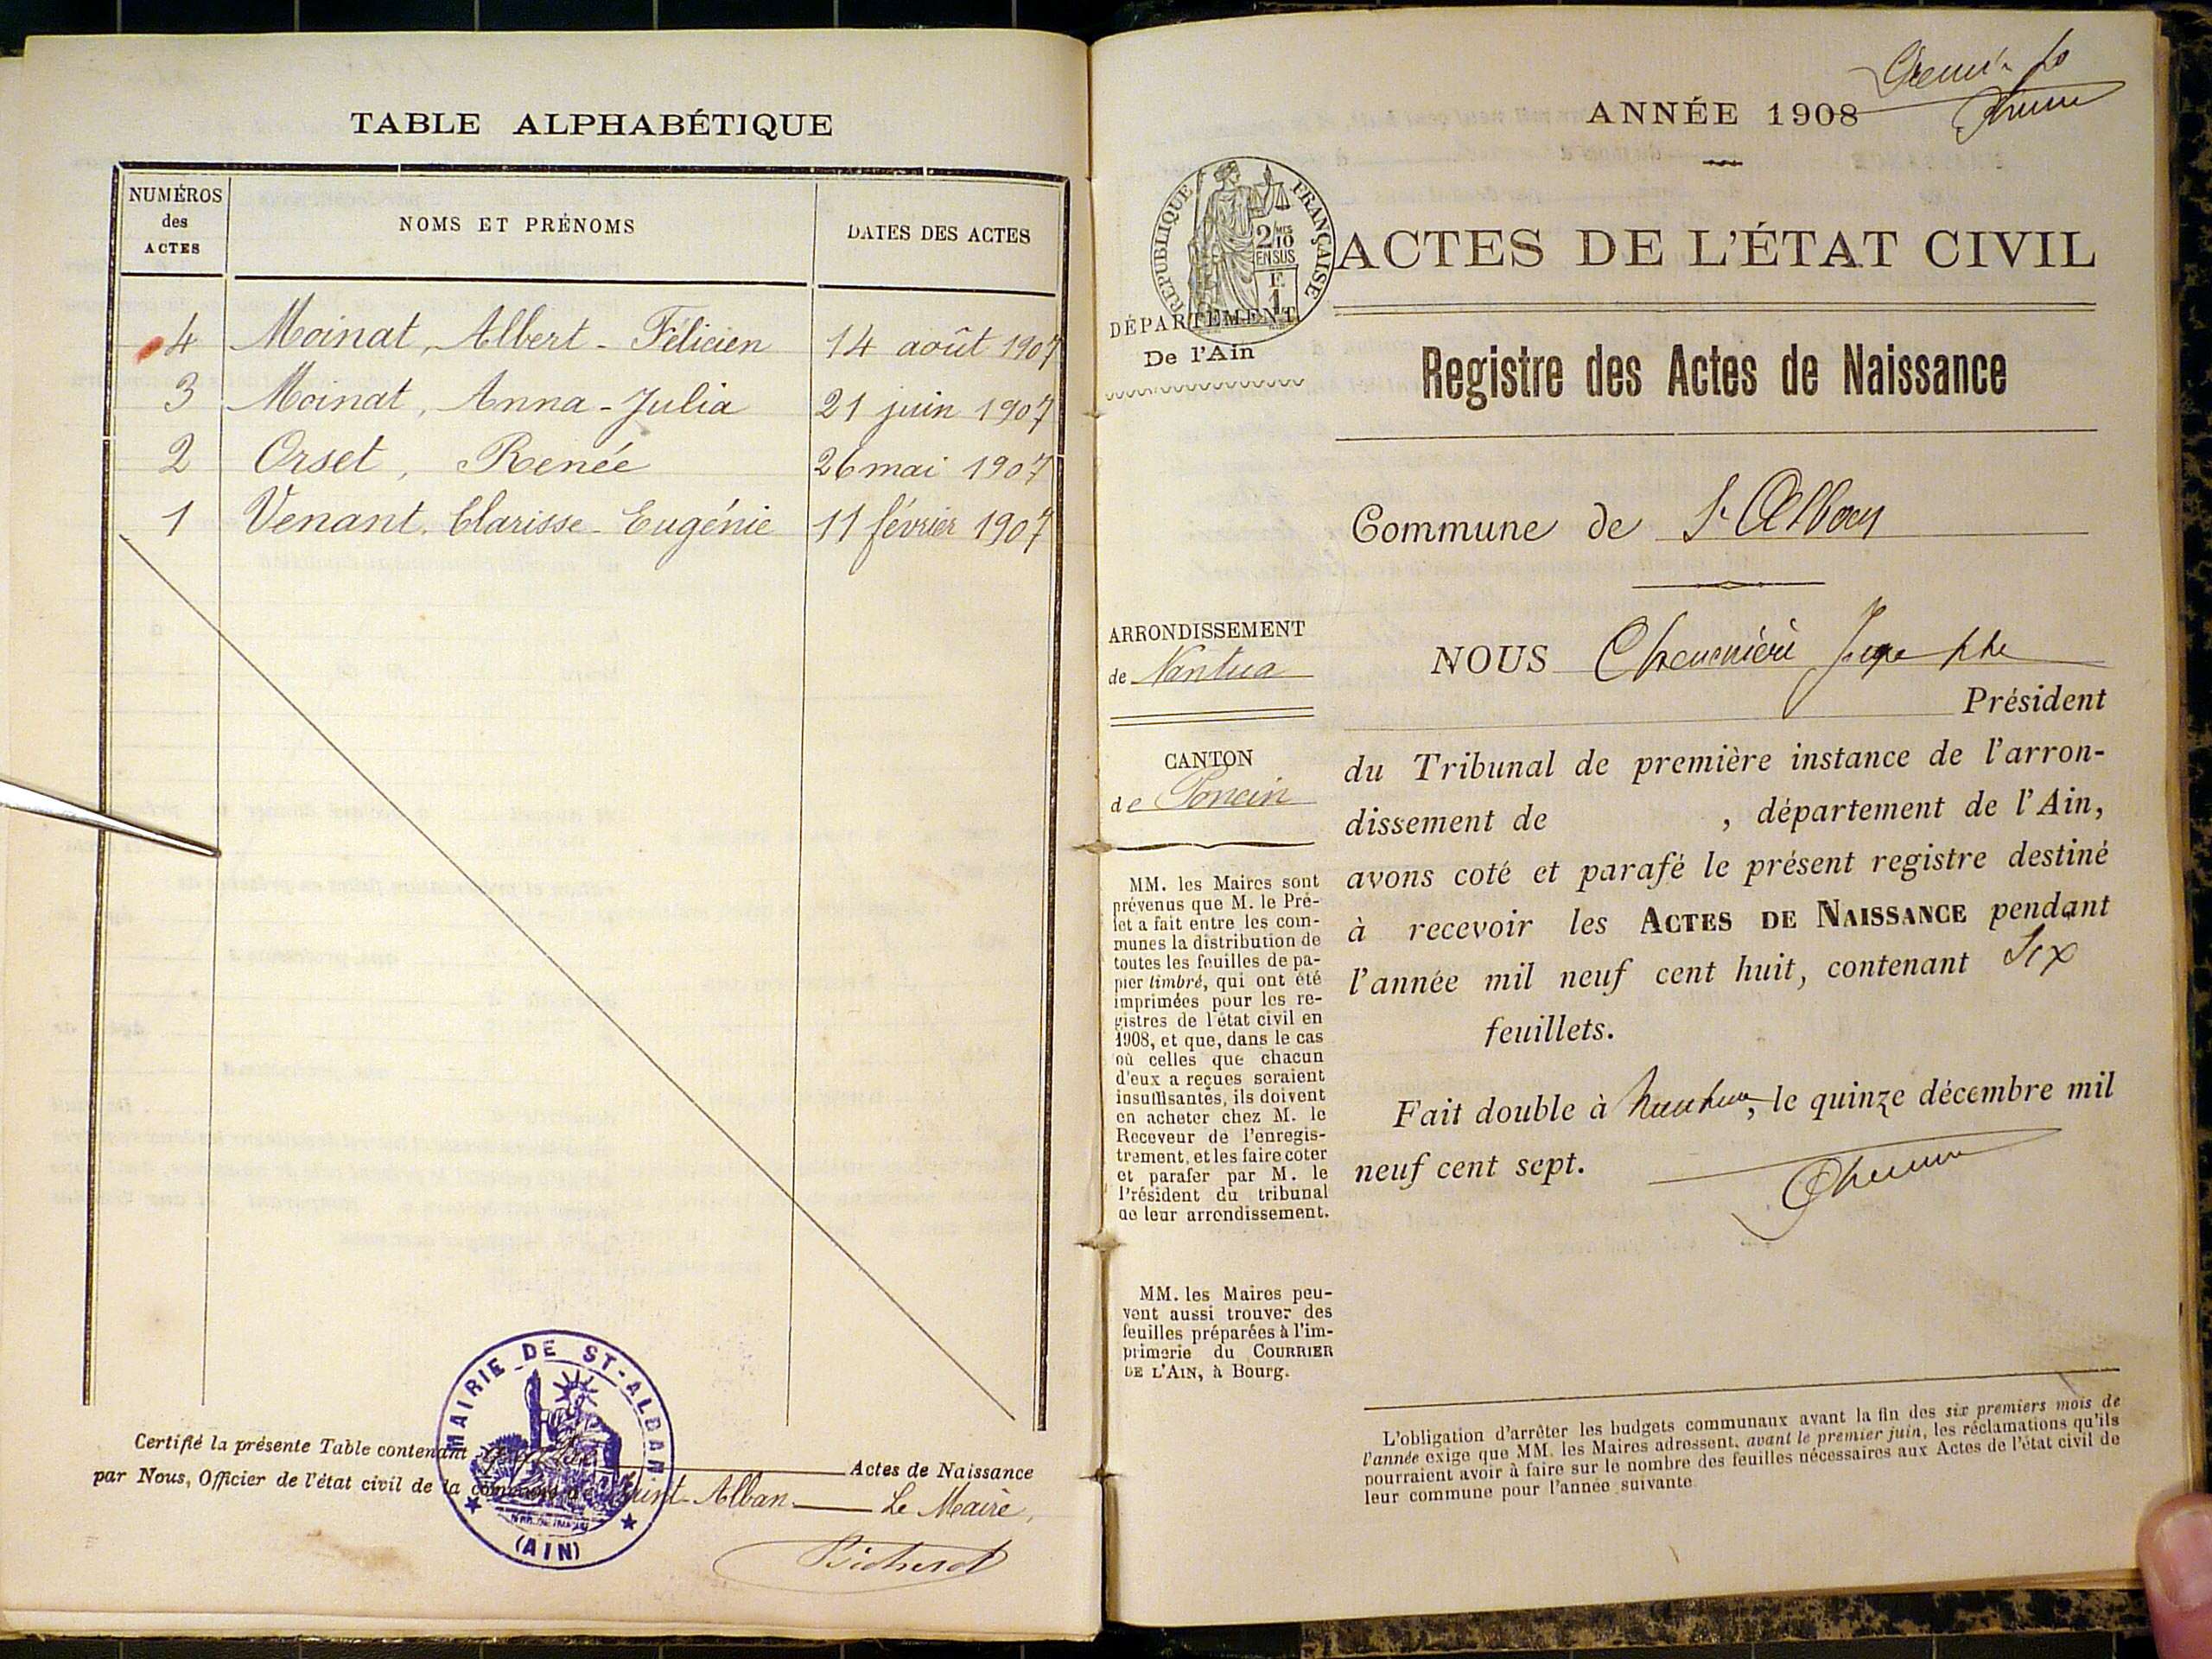 TABLE ALPHABÉTIQUE
NUMÉROS
des
ACTES
NOMS ET PRÉNOMS
DATES DES ACTES
4 Moinat, Albert - Félicien 14 août 1907
3 Moinat, Anna - Julia 21 juin 1907
2 Orset, Renée 26 mai 1907
1 Venant, Clarisse - Eugénie 11 février 1907
Certifié la présente Table contenant quatre Actes de Naissance
par Nous, Officier de l'état civil de la commune de Saint-Alban Le Maire,
MAIRIE DE ST-ALBAN
(AIN)
ANNÉE 1908
RÉPUBLIQUE FRANÇAISE
2/10
MES
EN SUS
F.
1
ACTES DE L'ÉTAT CIVIL
DÉPARTEMENT
De l'Ain
Registre des Actes de Naissance
Commune de St Alban
ARRONDISSEMENT
de Nantua
CANTON
de Poncin
MM. les Maires sont
prévenus que M. le Pré-
fet a fait entre les com-
munes la distribution de
toutes les feuilles de pa-
pier timbré, qui ont été
imprimées pour les re-
gistres de l'état civil en
1908, et que, dans le cas
où celles que chacun
d'eux a reçues seraient
insuffisantes, ils doivent
en acheter chez M. le
Receveur de l'enregis-
trement, et les faire coter
et parafer par M. le
Président du tribunal
de leur arrondissement.
MM. les Maires peu-
vent aussi trouver des
feuilles préparées à l'im-
primerie du COURRIER
DE L'AIN, à Bourg.
NOUS Joseph
Président
du Tribunal de première instance de l'arron-
dissement de , département de l'Ain,
avons coté et parafé le présent registre destiné
à recevoir les ACTES DE NAISSANCE pendant
l'année mil neuf cent huit, contenant Six
feuillets.
Fait double à Nantua, le quinze décembre mil
neuf cent sept.
L'obligation d'arrêter les budgets communaux avant la fin des six premiers mois de
l'année exige que MM. les Maires adressent, avant le premier juin, les réclamations qu'ils
pourraient avoir à faire sur le nombre des feuilles nécessaires aux Actes de l'état civil de
leur commune pour l'année suivante.